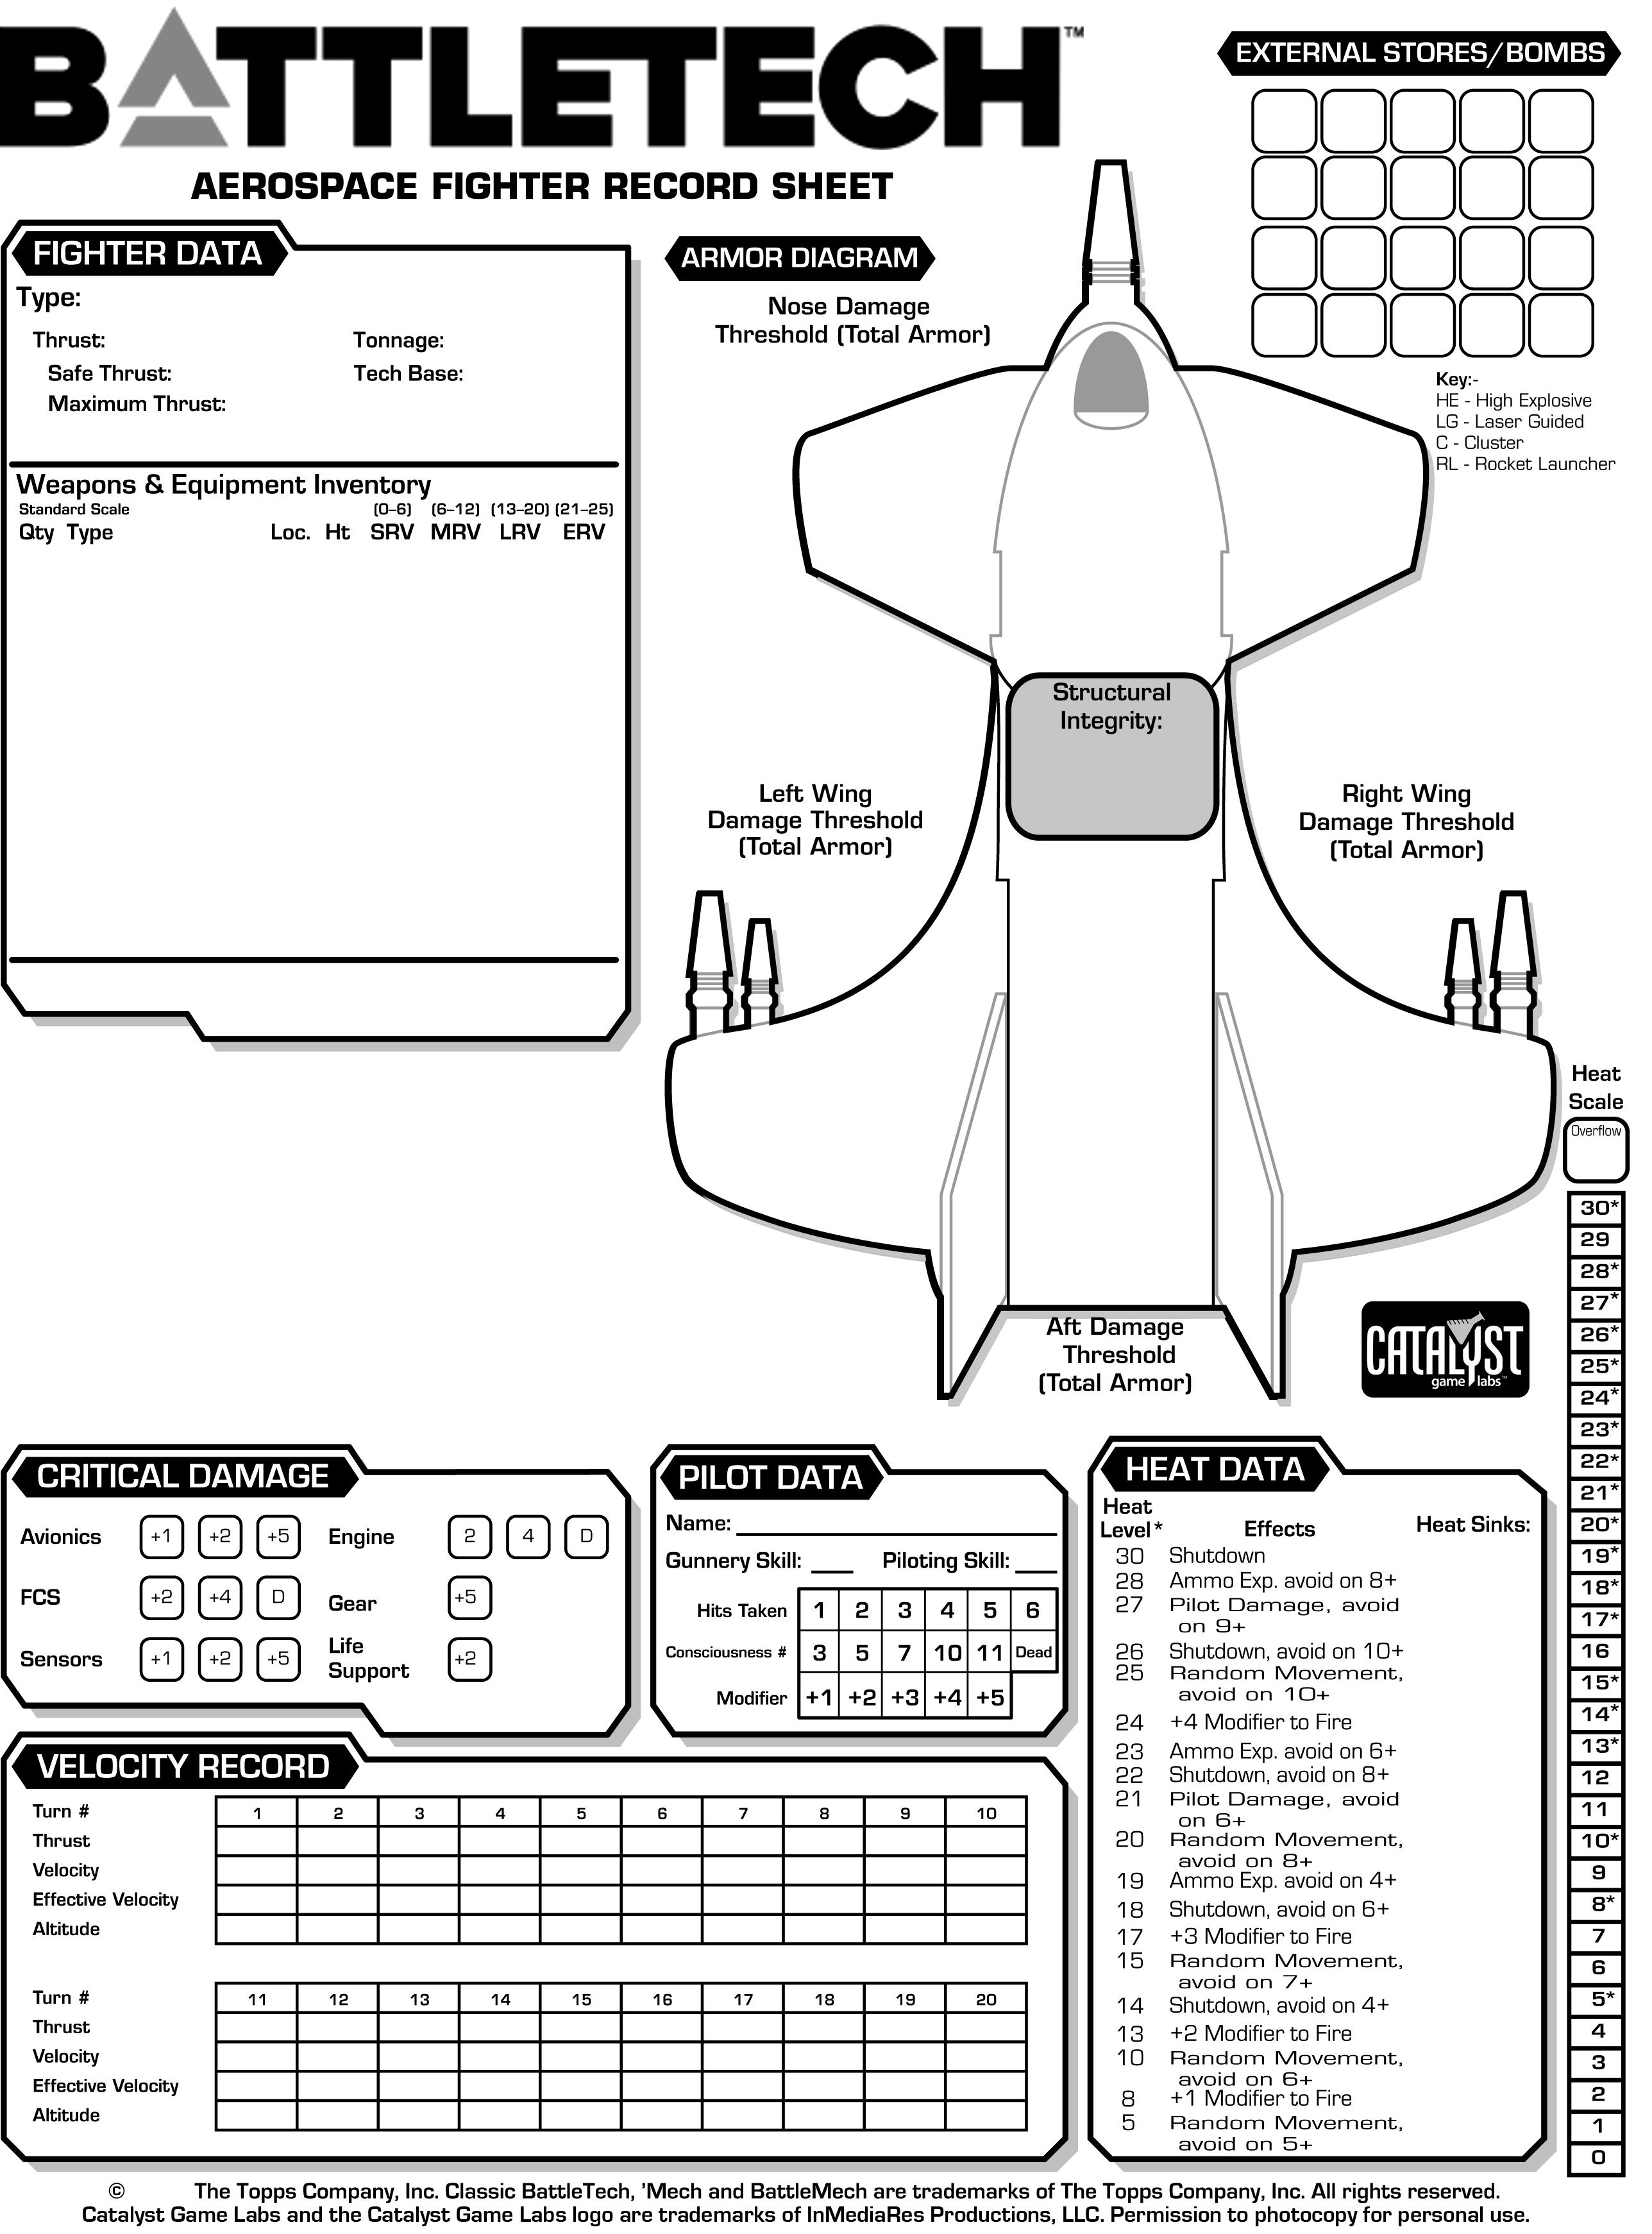 BATTLETECH™
AEROSPACE FIGHTER RECORD SHEET
EXTERNAL STORES/BOMBS
Key:-
HE - High Explosive
LG - Laser Guided
C - Cluster
RL - Rocket Launcher
FIGHTER DATA
Type:
Thrust: Tonnage:
Safe Thrust: Tech Base:
Maximum Thrust:
Weapons & Equipment Inventory
Standard Scale (0–6) (6–12) (13–20) (21–25)
Qty Type Loc. Ht SRV MRV LRV ERV
ARMOR DIAGRAM
Nose Damage
Threshold (Total Armor)
Structural
Integrity:
Left Wing
Damage Threshold
(Total Armor)
Right Wing
Damage Threshold
(Total Armor)
Aft Damage
Threshold
(Total Armor)
CATALYST
game labs™
Heat
Scale
Overflow
30*
29
28*
27*
26*
25*
24*
23*
22*
21*
20*
19*
18*
17*
16
15*
14*
13*
12
11
10*
9
8*
7
6
5*
4
3
2
1
0
CRITICAL DAMAGE
Avionics +1 +2 +5 Engine 2 4 D
FCS +2 +4 D Gear +5
Sensors +1 +2 +5 Life
Support +2
PILOT DATA
Name:
Gunnery Skill: Piloting Skill:
Hits Taken 1 2 3 4 5 6
Consciousness # 3 5 7 10 11 Dead
Modifier +1 +2 +3 +4 +5
HEAT DATA
Heat
Level* Effects Heat Sinks:
30 Shutdown
28 Ammo Exp. avoid on 8+
27 Pilot Damage, avoid
on 9+
26 Shutdown, avoid on 10+
25 Random Movement,
avoid on 10+
24 +4 Modifier to Fire
23 Ammo Exp. avoid on 6+
22 Shutdown, avoid on 8+
21 Pilot Damage, avoid
on 6+
20 Random Movement,
avoid on 8+
19 Ammo Exp. avoid on 4+
18 Shutdown, avoid on 6+
17 +3 Modifier to Fire
15 Random Movement,
avoid on 7+
14 Shutdown, avoid on 4+
13 +2 Modifier to Fire
10 Random Movement,
avoid on 6+
8 +1 Modifier to Fire
5 Random Movement,
avoid on 5+
VELOCITY RECORD
Turn # 1 2 3 4 5 6 7 8 9 10
Thrust
Velocity
Effective Velocity
Altitude
Turn # 11 12 13 14 15 16 17 18 19 20
Thrust
Velocity
Effective Velocity
Altitude
© The Topps Company, Inc. Classic BattleTech, 'Mech and BattleMech are trademarks of The Topps Company, Inc. All rights reserved.
Catalyst Game Labs and the Catalyst Game Labs logo are trademarks of InMediaRes Productions, LLC. Permission to photocopy for personal use.